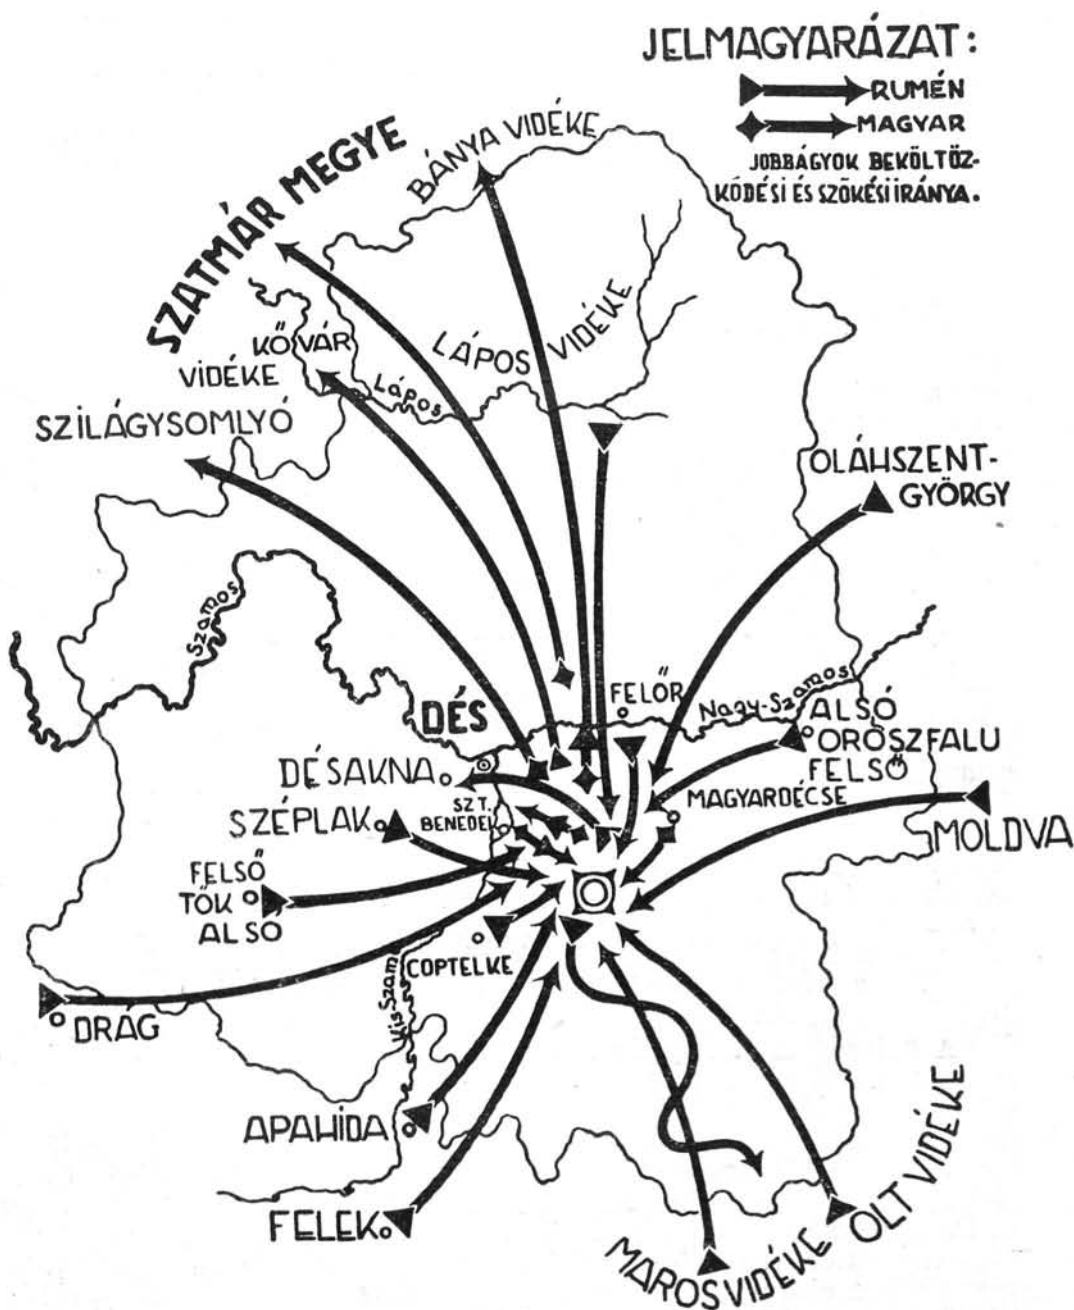 JELMAGYARÁZAT:
RUMÉN
MAGYAR
JOBBÁGYOK BEKÖLTÖZ-
KÖDÉSI ÉS SZÖKÉSI IRÁNYA.
SZATMÁR MEGYE
BÁNYA VIDÉKE
KŐVÁR
VIDÉKE
LÁPOS VIDÉKE
Lápos
SZILÁGYSOMLYÓ
OLÁHSZENT-
GYÖRGY
Szamos
FELŐR
Nagy-Szamos
DÉS
ALSÓ
OROSZFALU
FELSŐ
DÉSAKNA
MAGYARDÉCSE
SZT.
BENEDEK
SZÉPLAK
MOLDVA
FELSŐ
TŐK
ALSÓ
COPTELKE
Kis Szam
DRÁG
APAHIDA
FELEK
MAROSVIDÉKE
OLT VIDÉKE